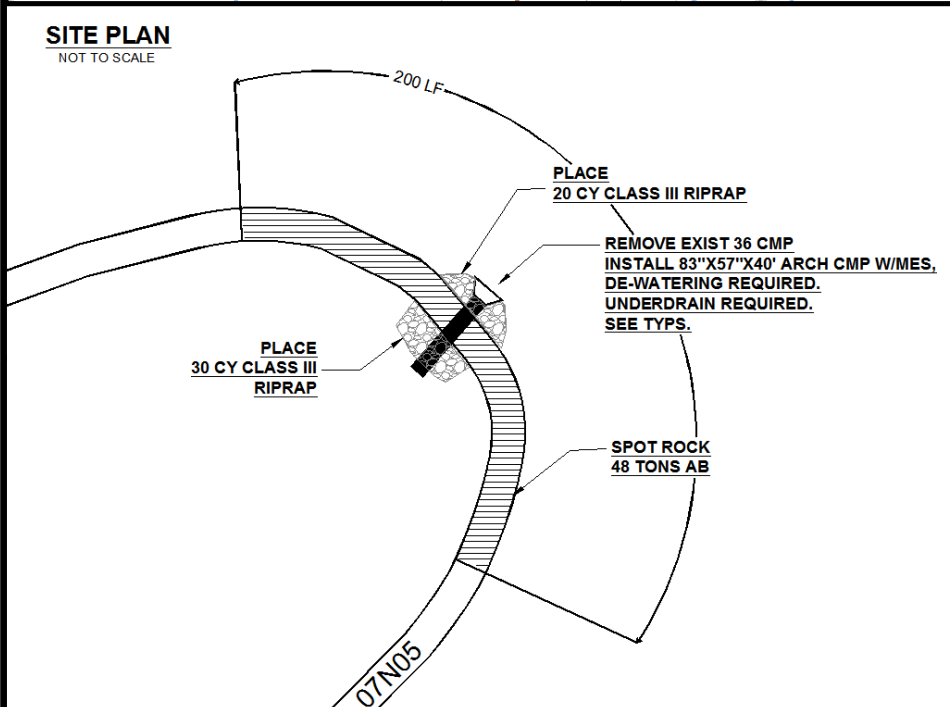 SITE PLAN
NOT TO SCALE
200 LF
PLACE
20 CY CLASS III RIPRAP
REMOVE EXIST 36 CMP
INSTALL 83"X57"X40' ARCH CMP W/MES,
DE-WATERING REQUIRED.
UNDERDRAIN REQUIRED.
SEE TYPS.
PLACE
30 CY CLASS III
RIPRAP
SPOT ROCK
48 TONS AB
07N05